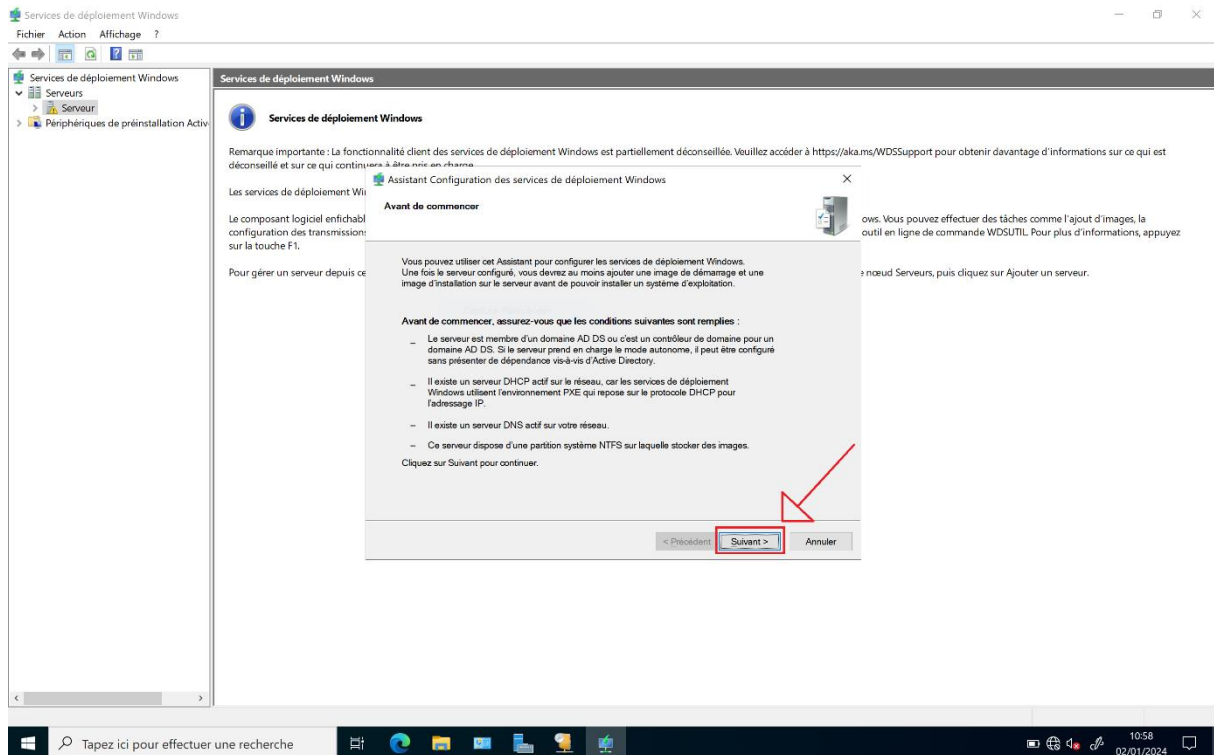 Services de déploiement Windows
Fichier Action Affichage ?
Services de déploiement Windows
Serveurs
Serveur
Périphériques de préinstallation Activ
Services de déploiement Windows
Services de déploiement Windows
Remarque importante : La fonctionnalité client des services de déploiement Windows est partiellement déconseillée. Veuillez accéder à https://aka.ms/WDSSupport pour obtenir davantage d'informations sur ce qui est
déconseillé et sur ce qui continuera à être pris en charge
Les services de déploiement Wi
Le composant logiciel enfichabl
ows. Vous pouvez effectuer des tâches comme l'ajout d'images, la
configuration des transmissions
outil en ligne de commande WDSUTIL. Pour plus d'informations, appuyez
sur la touche F1.
Pour gérer un serveur depuis ce
e nœud Serveurs, puis cliquez sur Ajouter un serveur.
Assistant Configuration des services de déploiement Windows
Avant de commencer
Vous pouvez utiliser cet Assistant pour configurer les services de déploiement Windows.
Une fois le serveur configuré, vous devrez au moins ajouter une image de démarrage et une
image d'installation sur le serveur avant de pouvoir installer un système d'exploitation.
Avant de commencer, assurez-vous que les conditions suivantes sont remplies :
– Le serveur est membre d'un domaine AD DS ou c'est un contrôleur de domaine pour un
domaine AD DS. Si le serveur prend en charge le mode autonome, il peut être configuré
sans présenter de dépendance vis-à-vis d'Active Directory.
– Il existe un serveur DHCP actif sur le réseau, car les services de déploiement
Windows utilisent l'environnement PXE qui repose sur le protocole DHCP pour
l'adressage IP.
– Il existe un serveur DNS actif sur votre réseau.
– Ce serveur dispose d'une partition système NTFS sur laquelle stocker des images.
Cliquez sur Suivant pour continuer.
< Précédent Suivant > Annuler
Tapez ici pour effectuer une recherche
10:58
02/01/2024